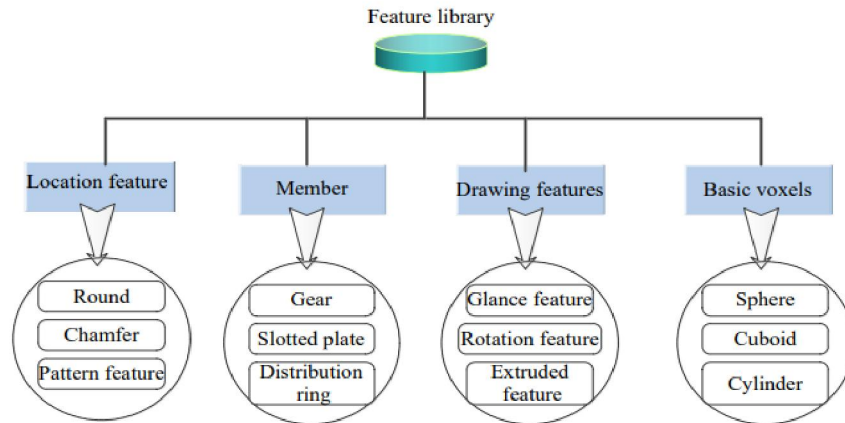 Feature library
Location feature
Member
Drawing features
Basic voxels
Round
Chamfer
Pattern feature
Gear
Slotted plate
Distribution
ring
Glance feature
Rotation feature
Extruded
feature
Sphere
Cuboid
Cylinder